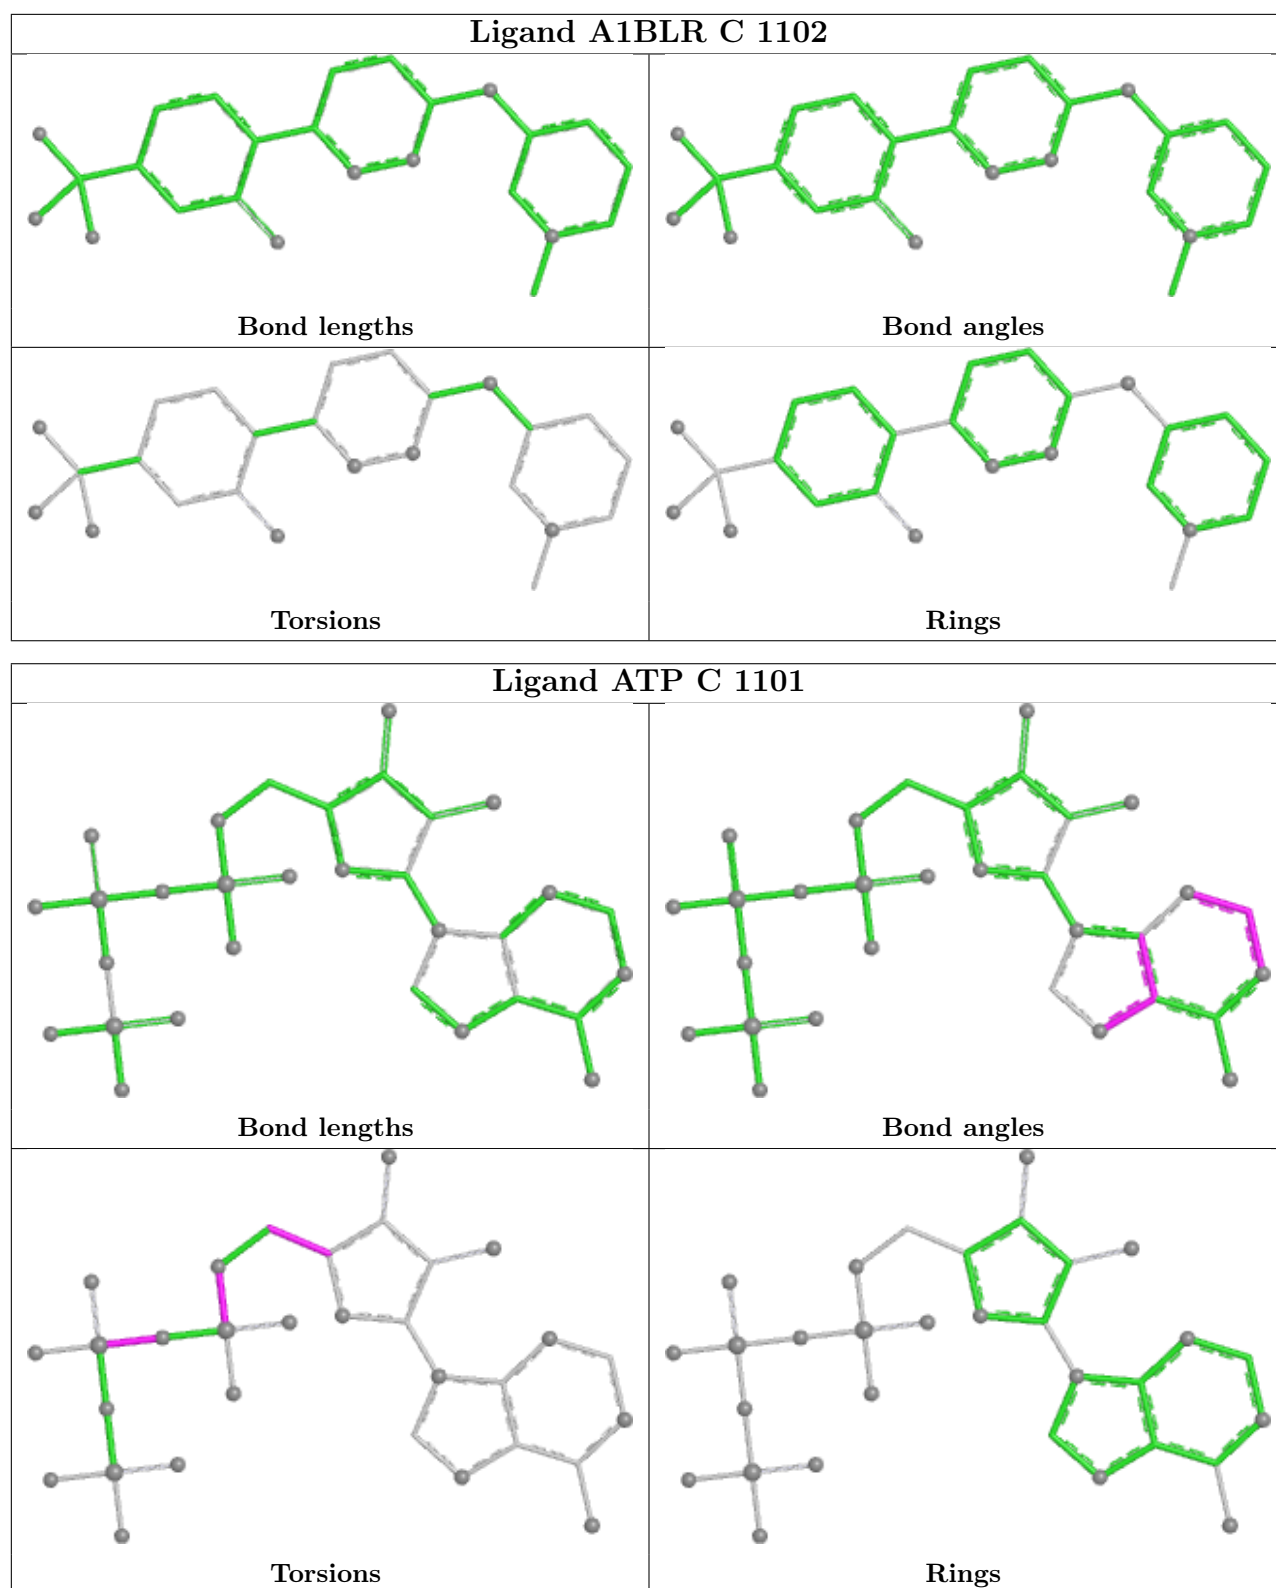 Ligand A1BLR C 1102
Bond lengths
Bond angles
Torsions
Rings
Ligand ATP C 1101
Bond lengths
Bond angles
Torsions
Rings